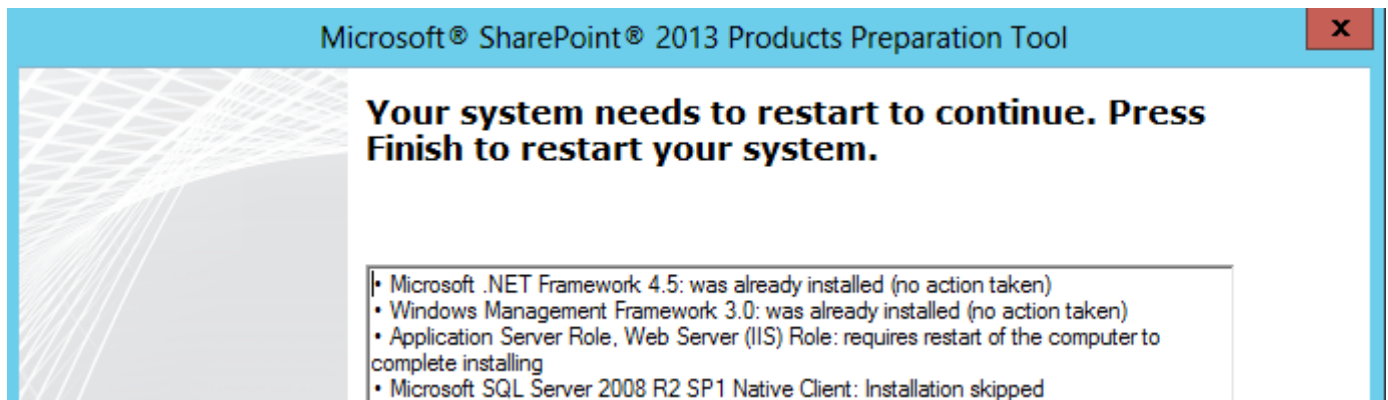 Microsoft® SharePoint® 2013 Products Preparation Tool
x
Your system needs to restart to continue. Press
Finish to restart your system.
• Microsoft .NET Framework 4.5: was already installed (no action taken)
• Windows Management Framework 3.0: was already installed (no action taken)
• Application Server Role, Web Server (IIS) Role: requires restart of the computer to
complete installing
• Microsoft SQL Server 2008 R2 SP1 Native Client: Installation skipped